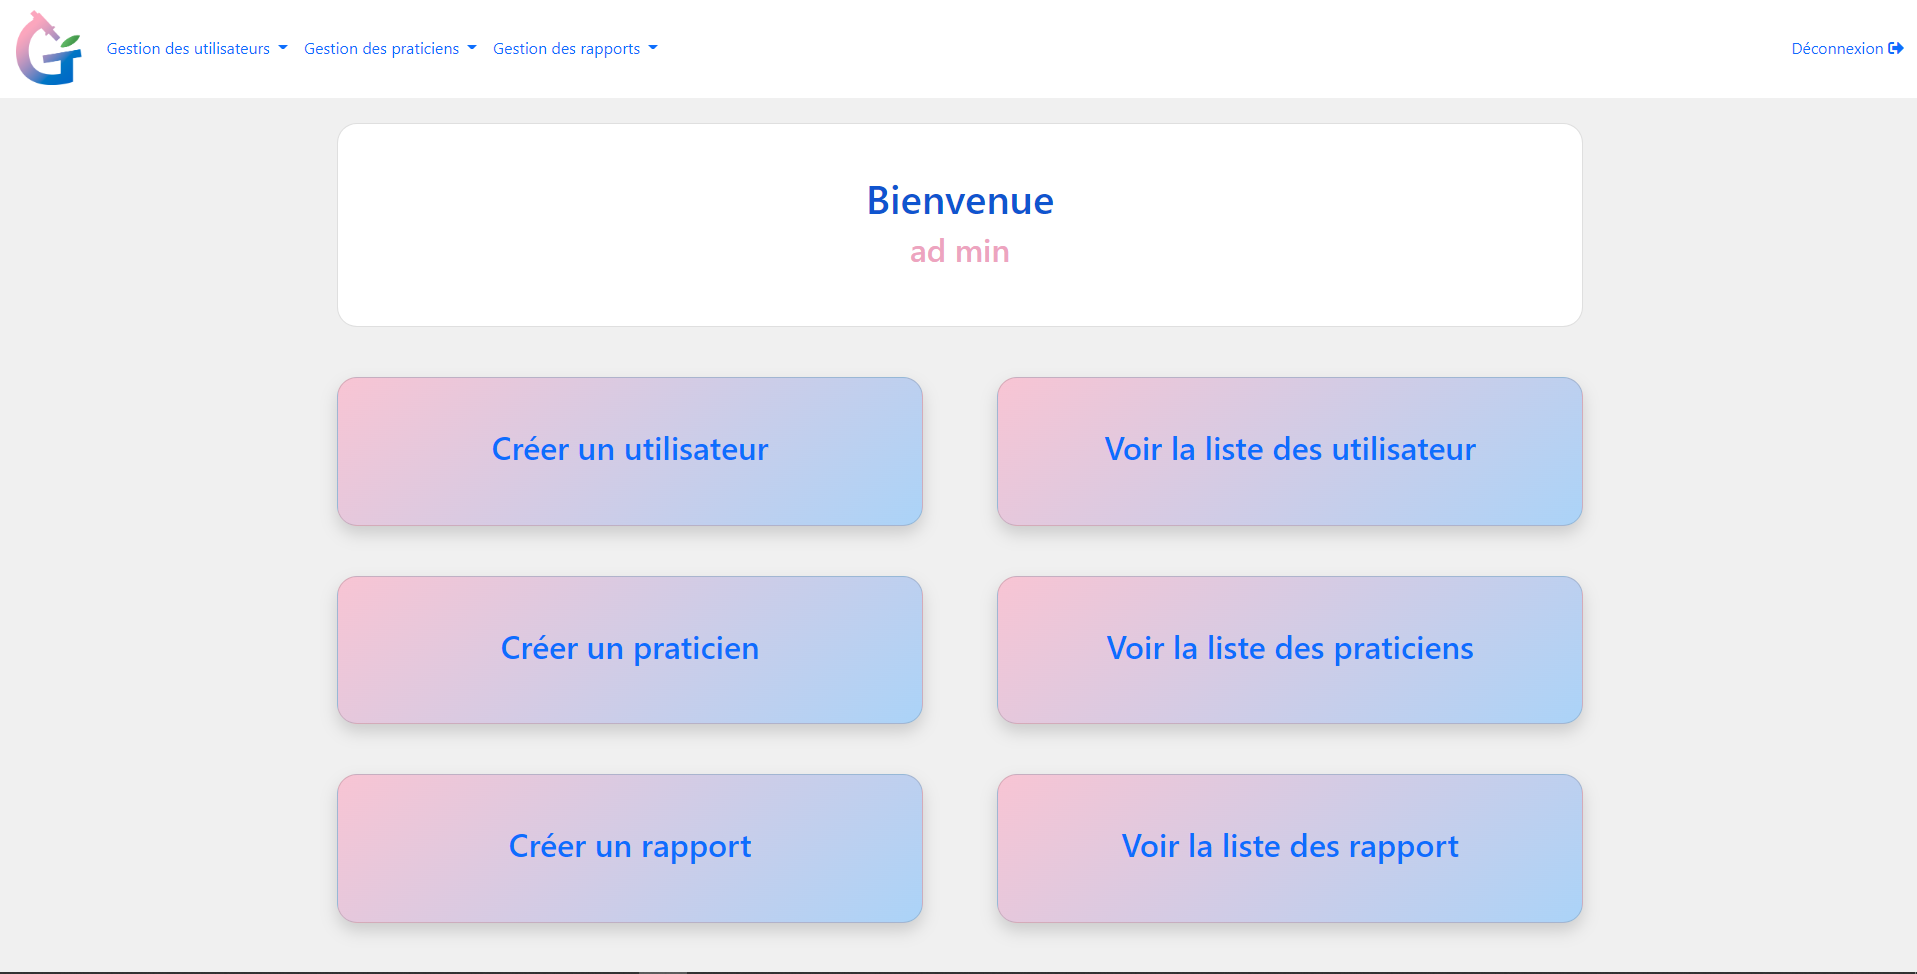 Gestion des utilisateurs
Gestion des praticiens
Gestion des rapports
Déconnexion
Bienvenue
ad min
Créer un utilisateur
Voir la liste des utilisateur
Créer un praticien
Voir la liste des praticiens
Créer un rapport
Voir la liste des rapport